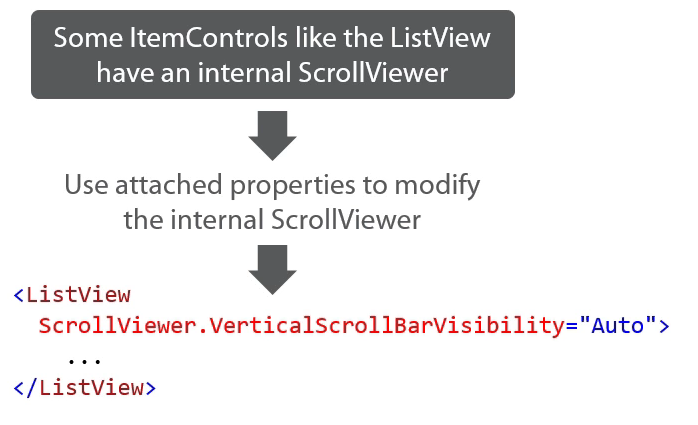 Some ItemControls like the ListView
have an internal ScrollViewer
Use attached properties to modify
the internal ScrollViewer
<ListView
ScrollViewer.VerticalScrollBarVisibility="Auto">
...
</ListView>